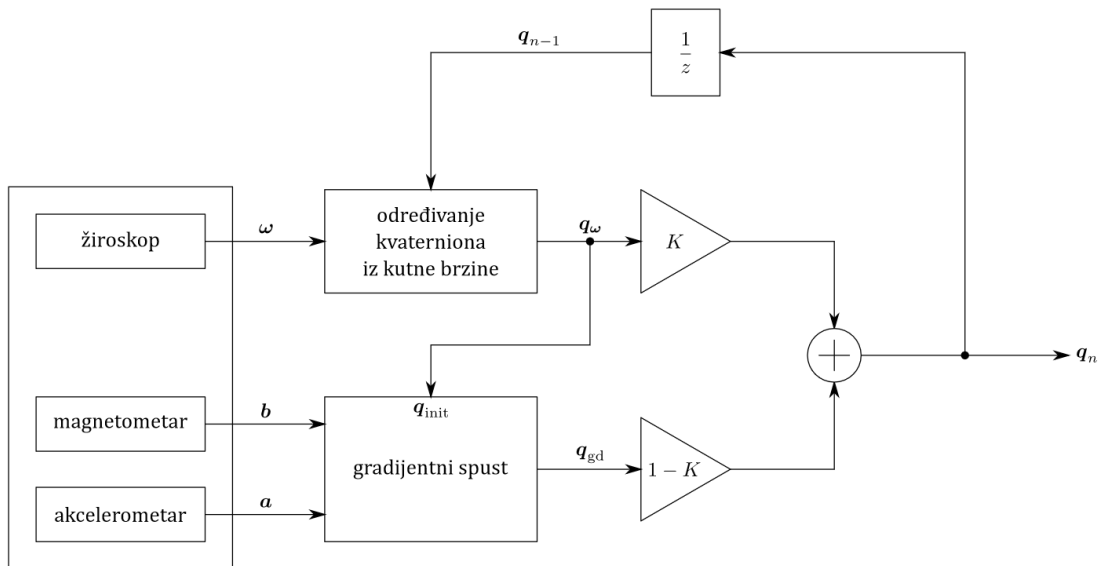 q_{n-1}
1
z
žiroskop
ω
određivanje
kvaterniona
iz kutne brzine
q_ω
K
q_n
magnetometar
b
q_init
gradijentni spust
q_gd
1 − K
akcelerometar
a